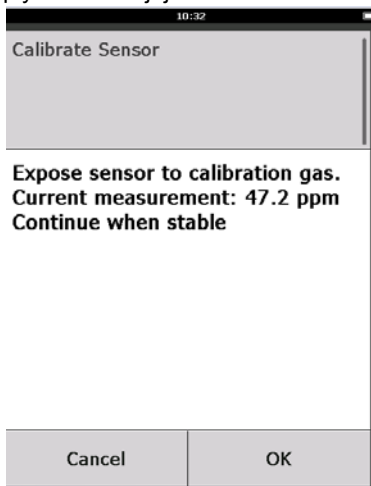 10:32
Calibrate Sensor
Expose sensor to calibration gas.
Current measurement: 47.2 ppm
Continue when stable
Cancel
OK